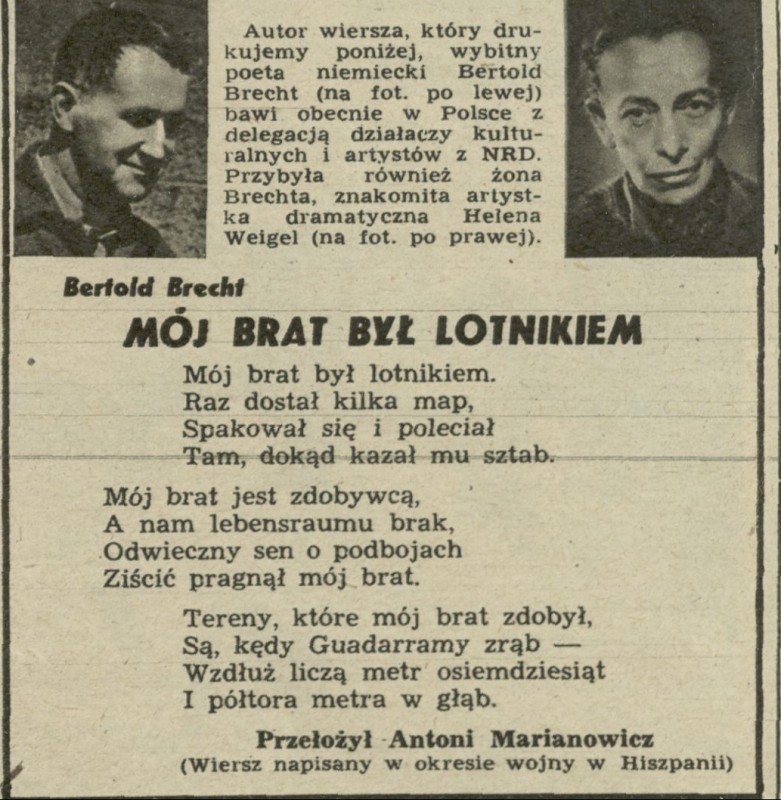 Autor wiersza, który dru-
kujemy poniżej, wybitny
poeta niemiecki Bertold
Brecht (na fot. po lewej)
bawi obecnie w Polsce z
delegacją działaczy kultu-
ralnych i artystów z NRD.
Przybyła również żona
Brechta, znakomita artyst-
ka dramatyczna Helena
Weigel (na fot. po prawej).
Bertold Brecht
MÓJ BRAT BYŁ LOTNIKIEM
Mój brat był lotnikiem.
Raz dostał kilka map,
Spakował się i poleciał
Tam, dokąd kazał mu sztab.
Mój brat jest zdobywcą,
A nam lebensraumu brak,
Odwieczny sen o podbojach
Ziścić pragnął mój brat.
Tereny, które mój brat zdobył,
Są, kędy Guadarramy zrąb —
Wzdłuż liczą metr osiemdziesiąt
I półtora metra w głąb.
Przełożył Antoni Marianowicz
(Wiersz napisany w okresie wojny w Hiszpanii)